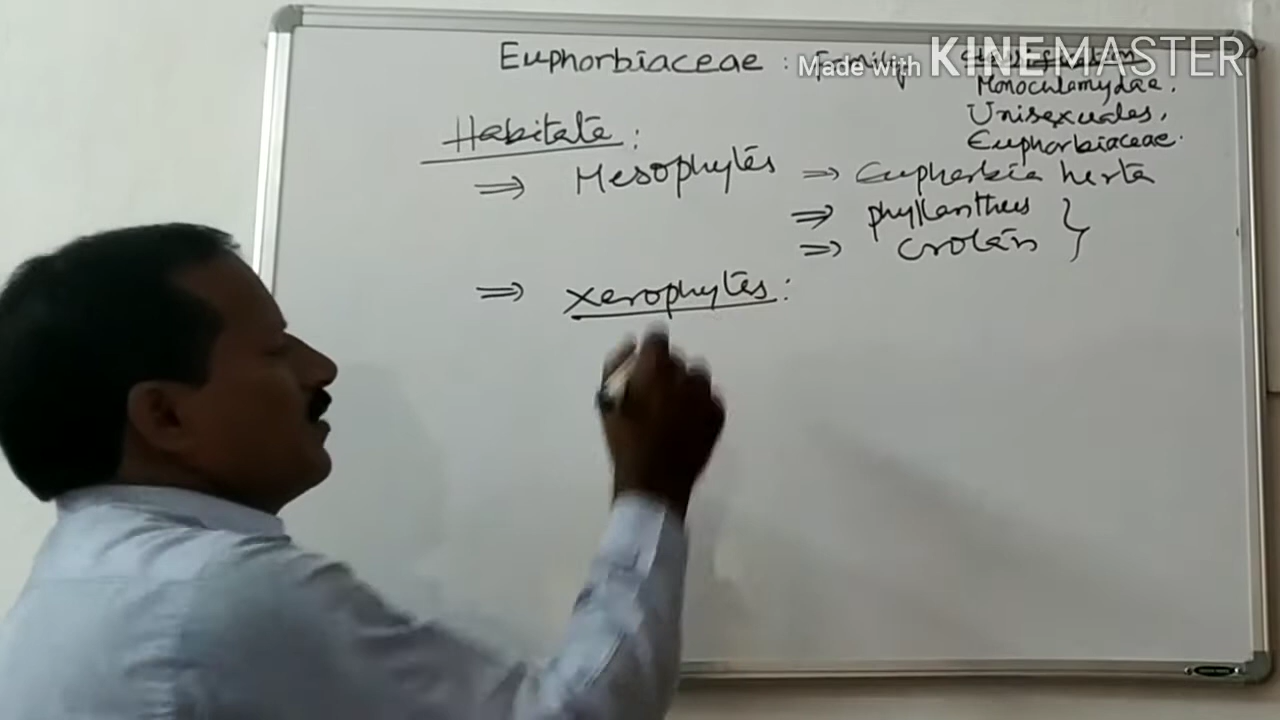 Euphorbiaceae : Family
Made with KINEMASTER
Monochlamydae.
Unisexuales,
Euphorbiaceae.
Habitate :
⇒ Mesophytes ⇒ Euphorbia herta
⇒ phyllanthus }
⇒ croton
⇒ Xerophytes :